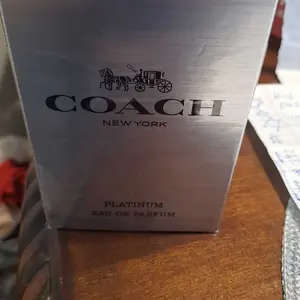 COACH
NEW YORK
PLATINUM
EAU DE PARFUM